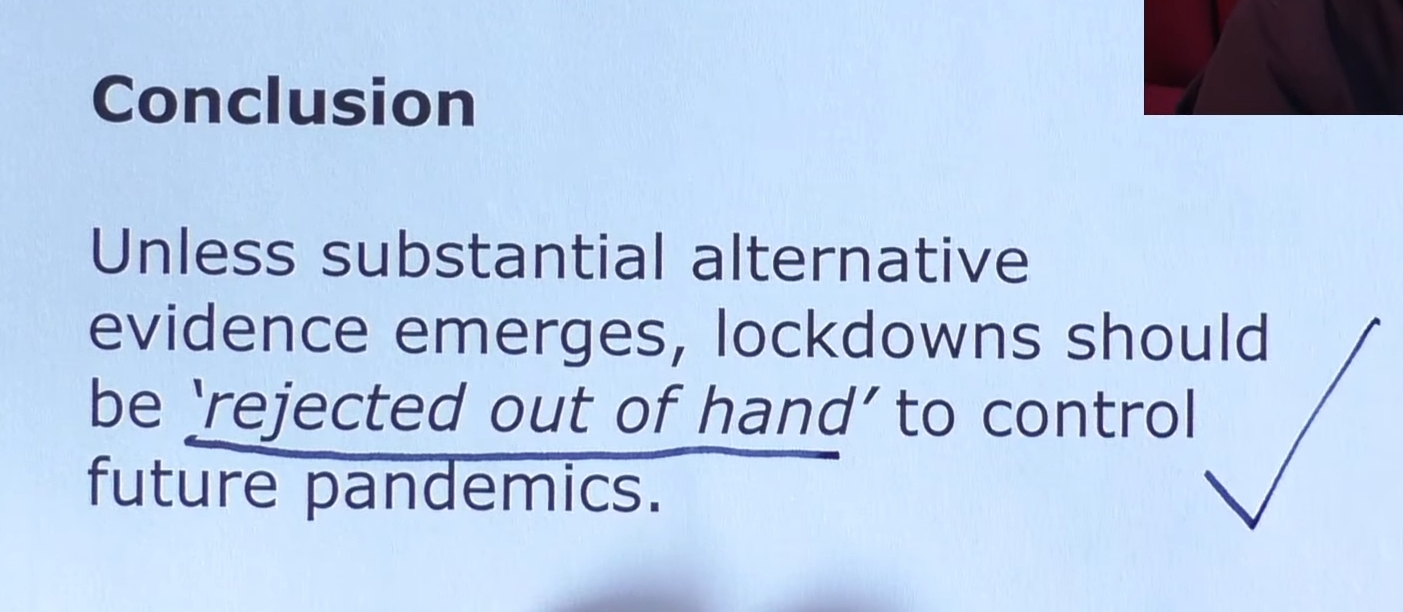 Conclusion
Unless substantial alternative
evidence emerges, lockdowns should
be ‘rejected out of hand’ to control
future pandemics.